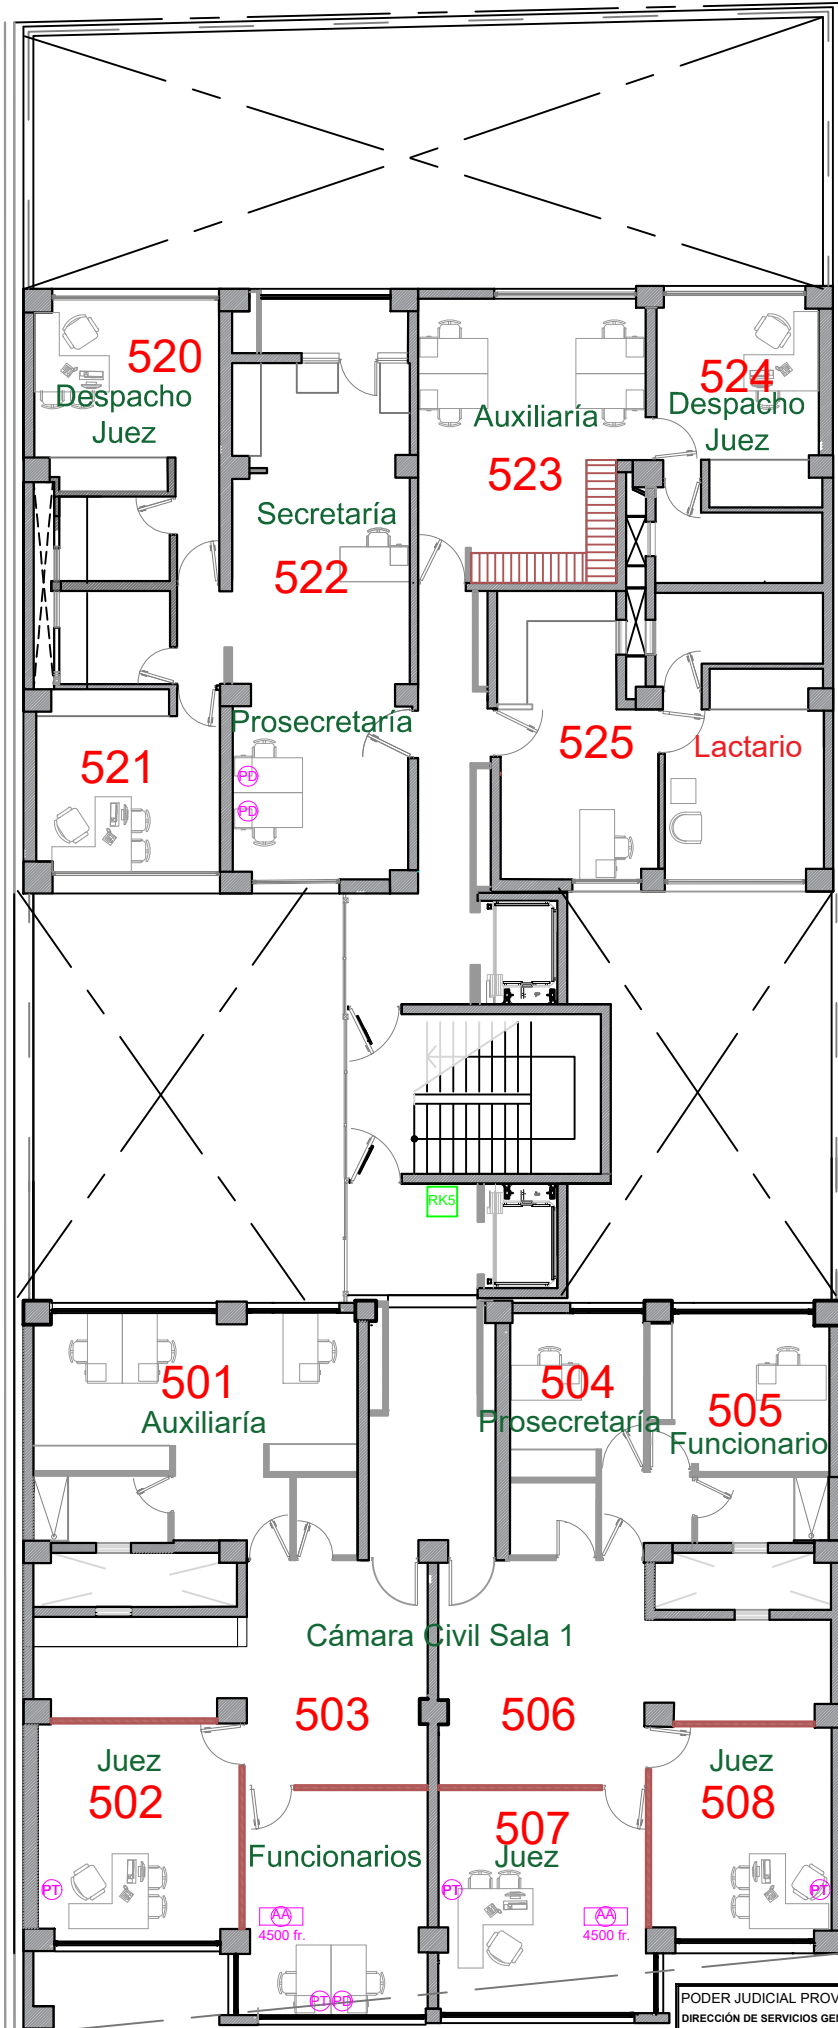 520
Despacho
Juez
524
Despacho
Juez
Auxiliaría
523
Secretaría
522
Prosecretaría
521
PD
PD
525
Lactario
RK5
501
Auxiliaría
504
Prosecretaría
505
Funcionario
Cámara Civil Sala 1
503
506
Juez
502
Juez
508
507
Juez
Funcionarios
PT
PT
PT
AA
4500 fr.
AA
4500 fr.
PT
PD
PODER JUDICIAL PROV
DIRECCIÓN DE SERVICIOS GE